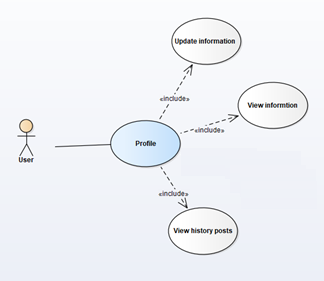 Update information
«include»
View informtion
«include»
Profile
User
«include»
View history posts